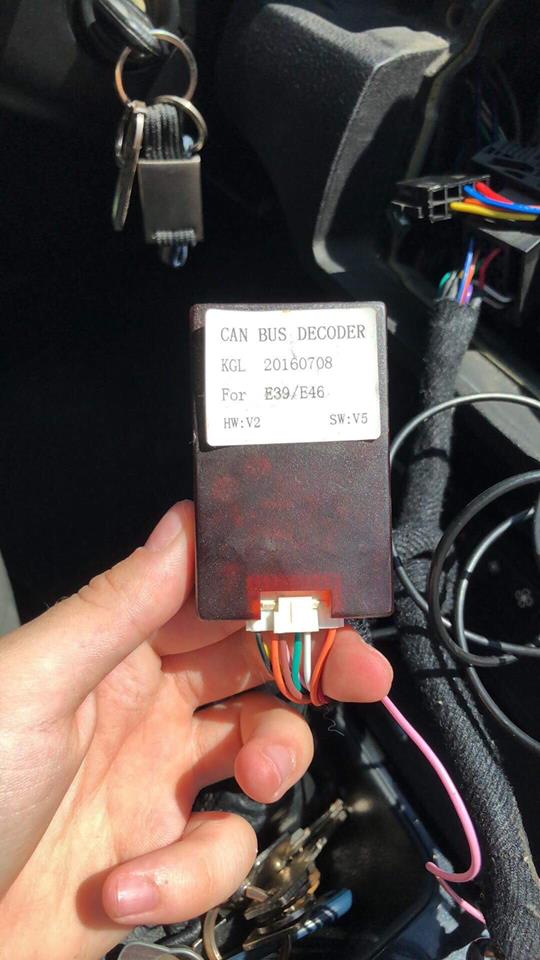 CAN BUS DECODER
KGL 20160708
For E39/E46
HW:V2 SW:V5